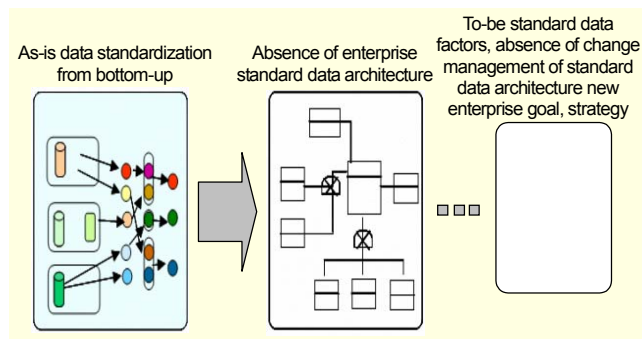 As-is data standardization
from bottom-up
Absence of enterprise
standard data architecture
To-be standard data
factors, absence of change
management of standard
data architecture new
enterprise goal, strategy